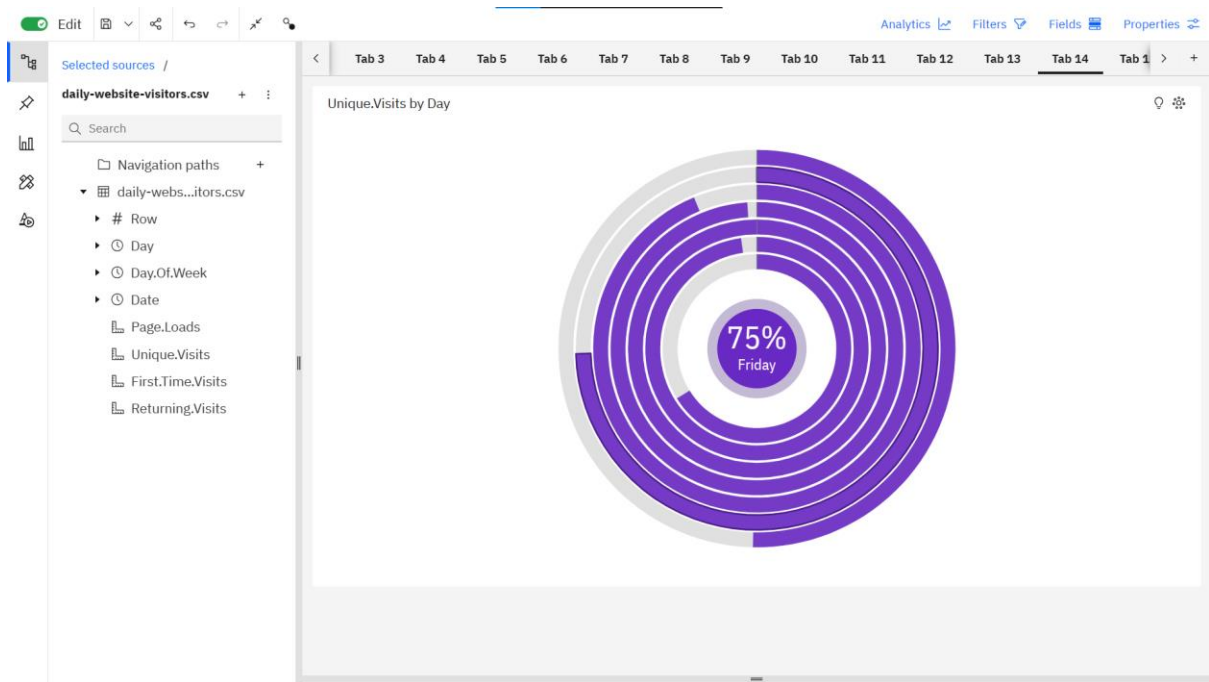 Edit
Analytics Filters Fields Properties
Selected sources /
daily-website-visitors.csv + ⋮
Search
Navigation paths +
daily-webs...itors.csv
# Row
Day
Day.Of.Week
Date
Page.Loads
Unique.Visits
First.Time.Visits
Returning.Visits
Tab 3 Tab 4 Tab 5 Tab 6 Tab 7 Tab 8 Tab 9 Tab 10 Tab 11 Tab 12 Tab 13 Tab 14 Tab 1 +
Unique.Visits by Day
75%
Friday